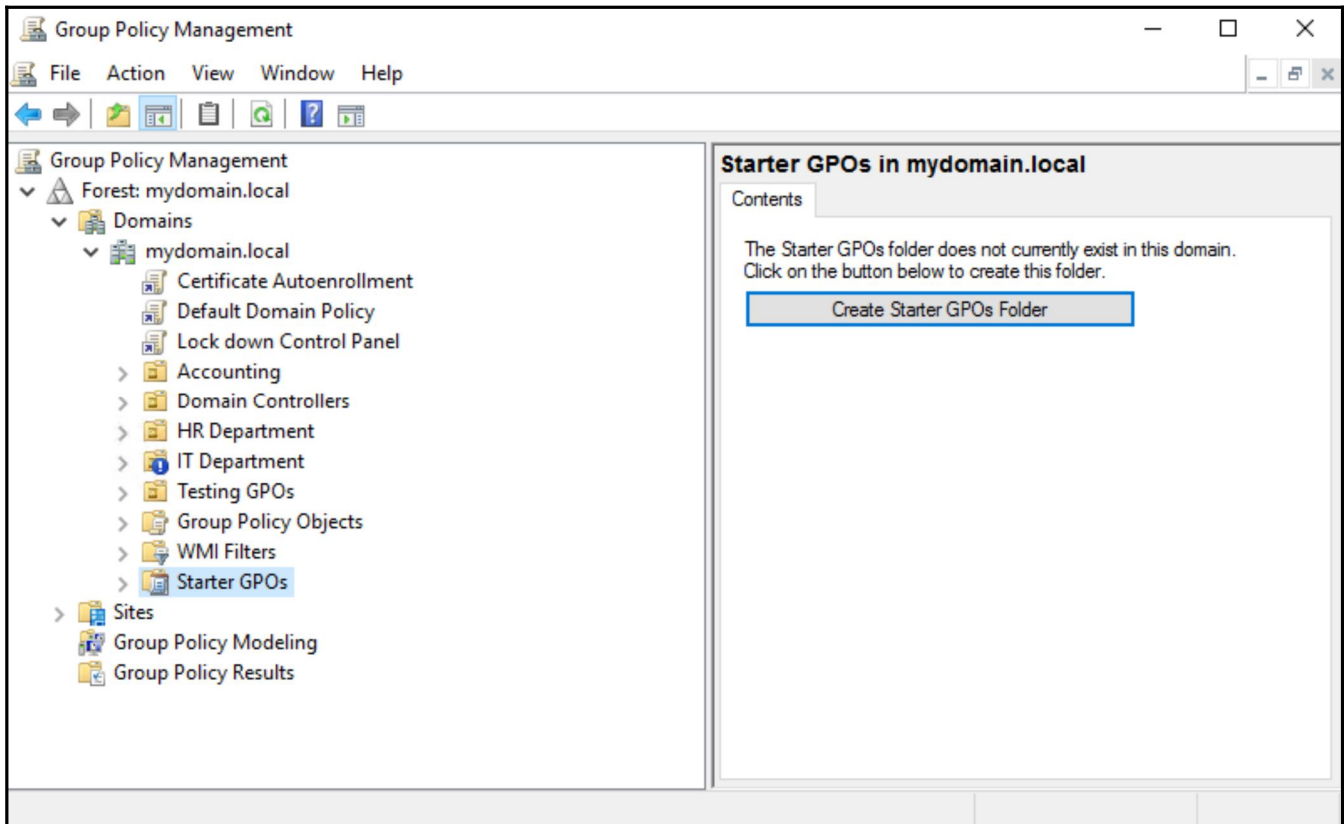 Group Policy Management
File Action View Window Help
Group Policy Management
Forest: mydomain.local
Domains
mydomain.local
Certificate Autoenrollment
Default Domain Policy
Lock down Control Panel
Accounting
Domain Controllers
HR Department
IT Department
Testing GPOs
Group Policy Objects
WMI Filters
Starter GPOs
Sites
Group Policy Modeling
Group Policy Results
Starter GPOs in mydomain.local
Contents
The Starter GPOs folder does not currently exist in this domain.
Click on the button below to create this folder.
Create Starter GPOs Folder